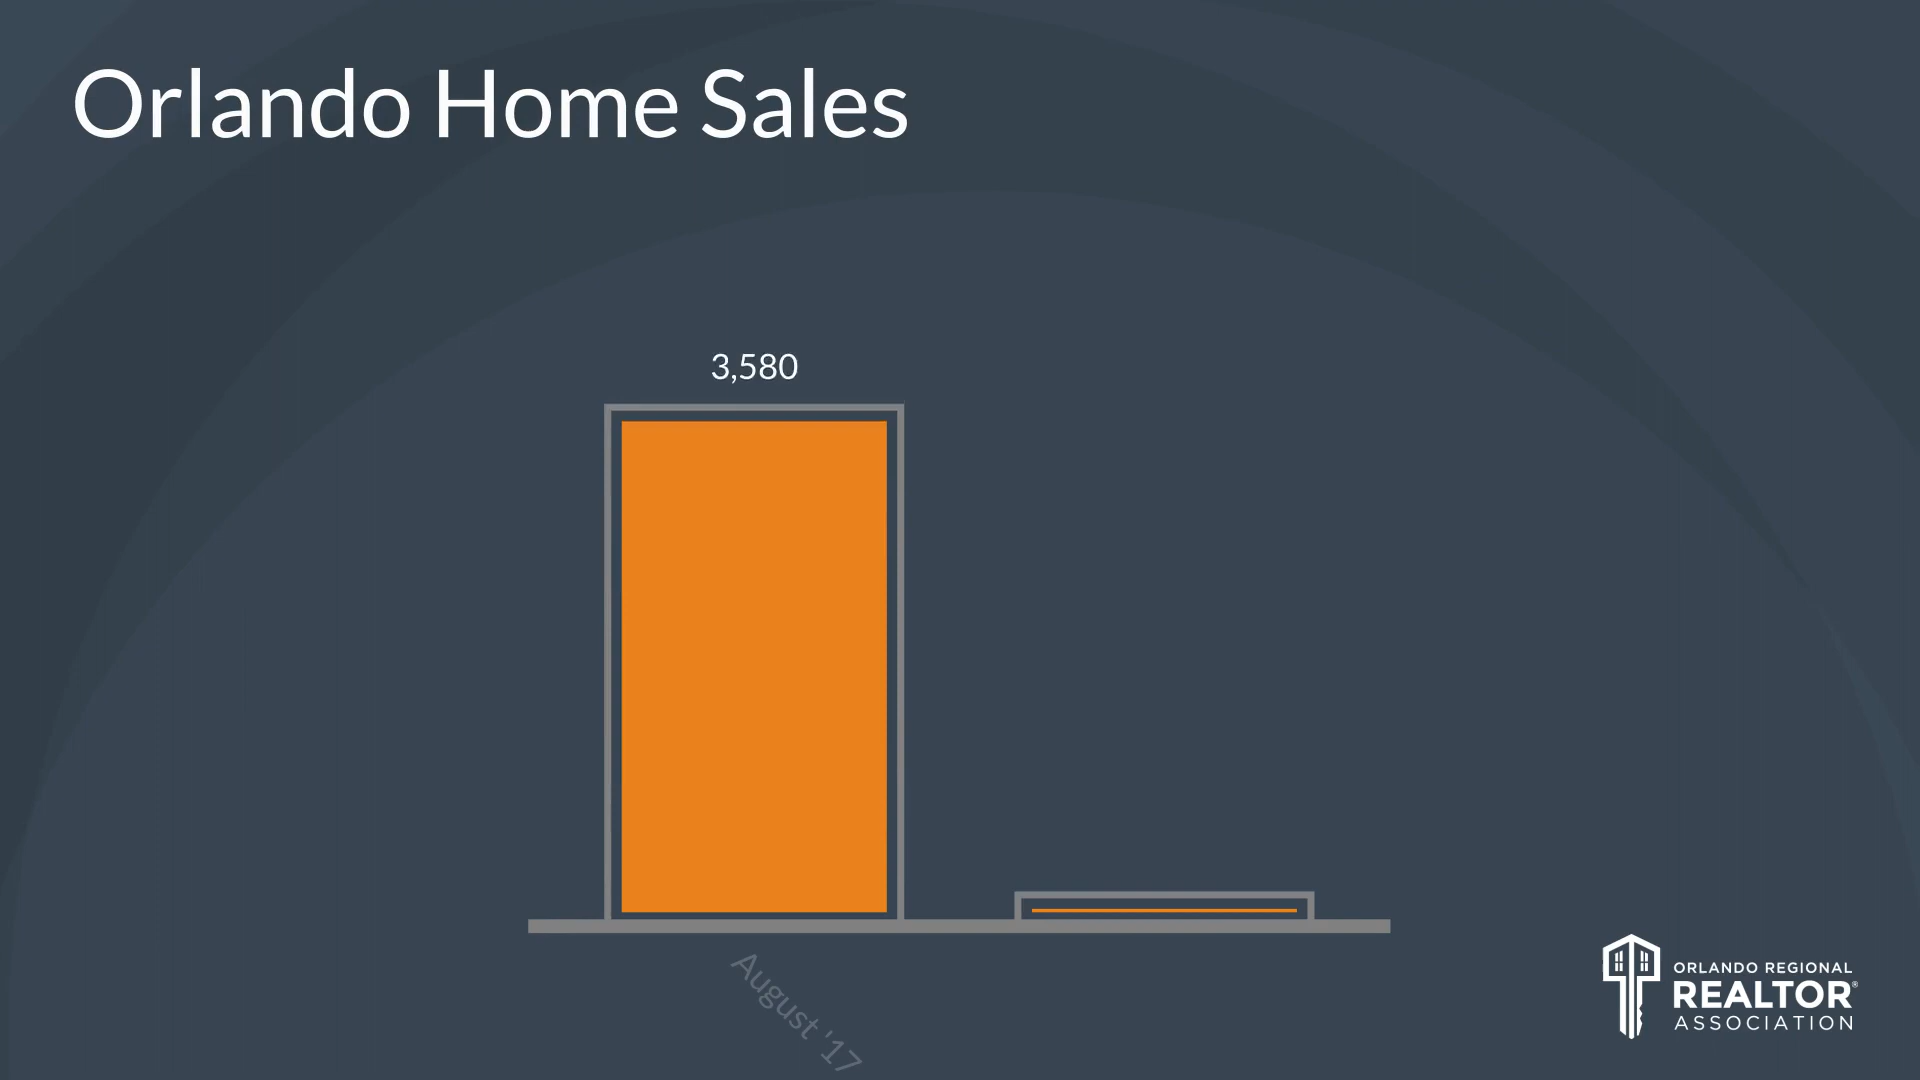 Orlando Home Sales
3,580
August '17
ORLANDO REGIONAL
REALTOR®
ASSOCIATION